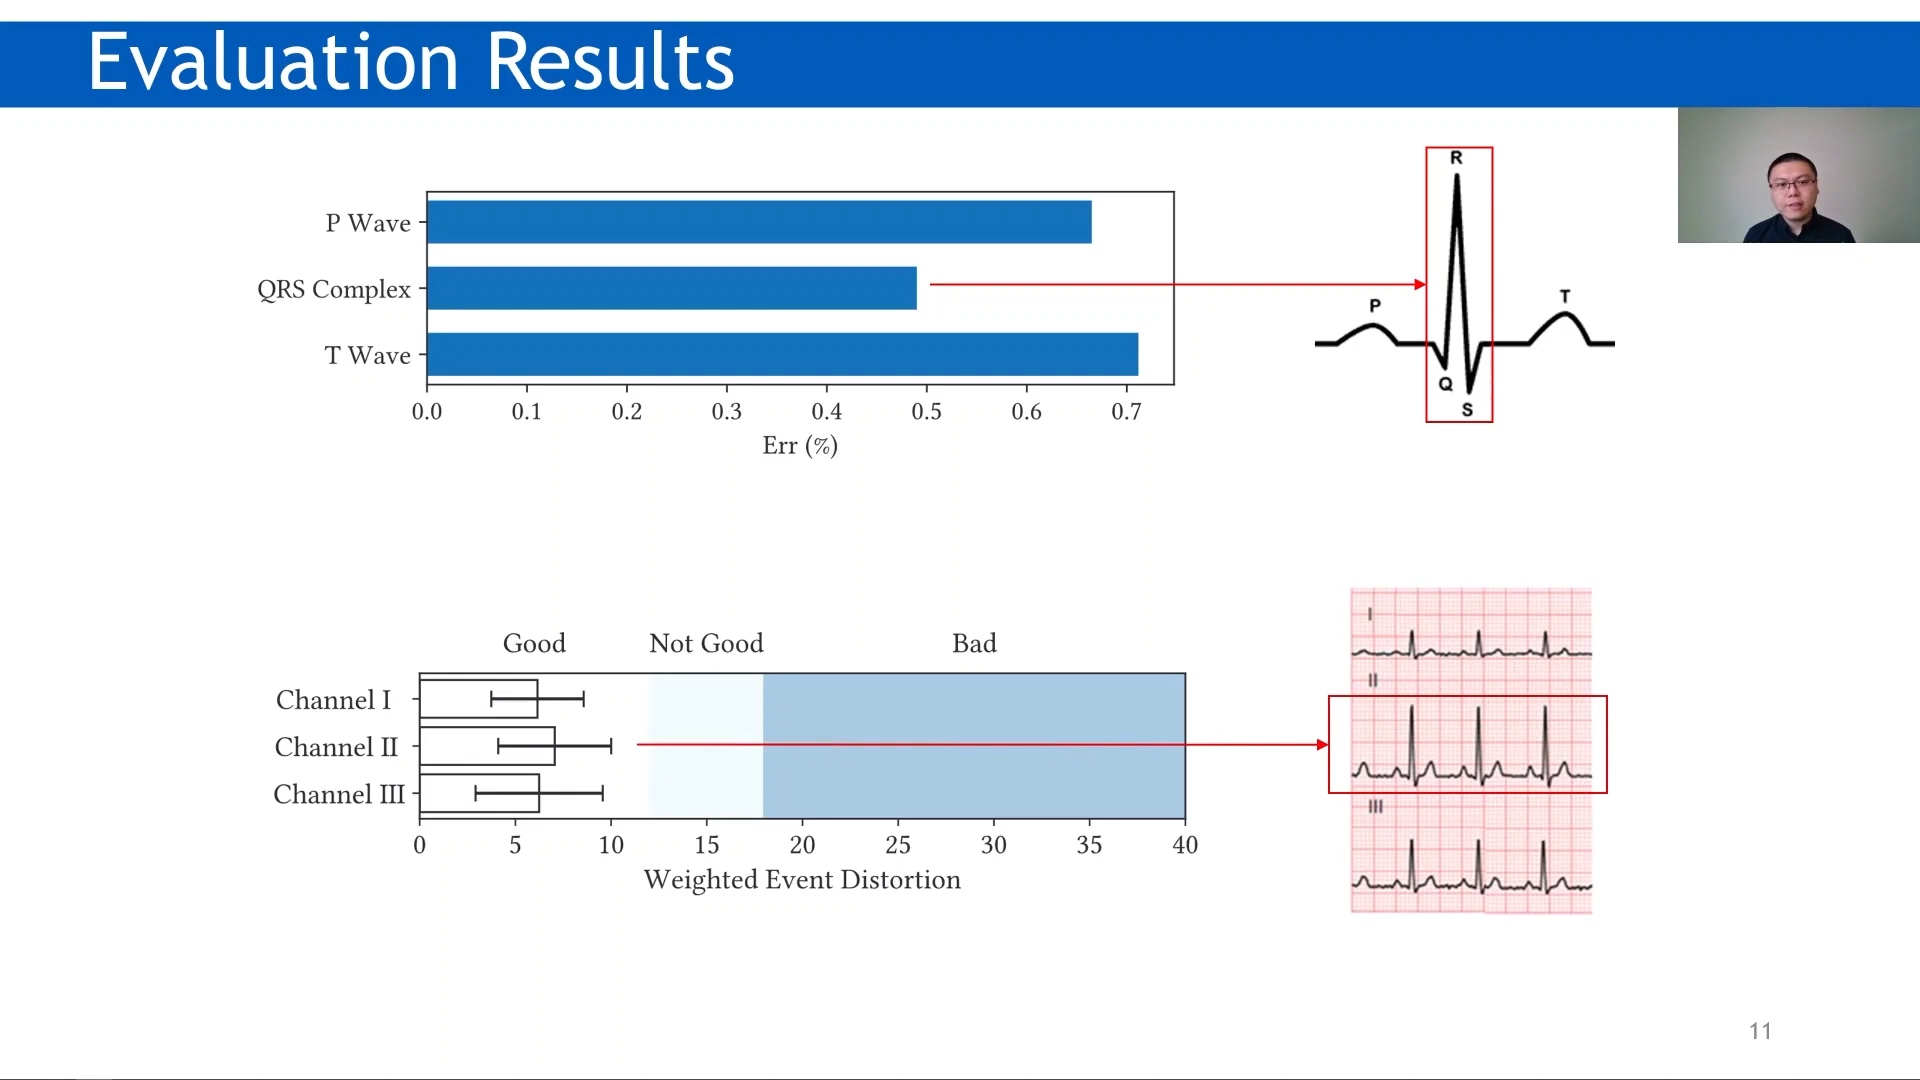 Evaluation Results
P Wave
QRS Complex
T Wave
0.0 0.1 0.2 0.3 0.4 0.5 0.6 0.7
Err (%)
R
P
T
Q
S
Good Not Good Bad
Channel I
Channel II
Channel III
0 5 10 15 20 25 30 35 40
Weighted Event Distortion
I
II
III
11